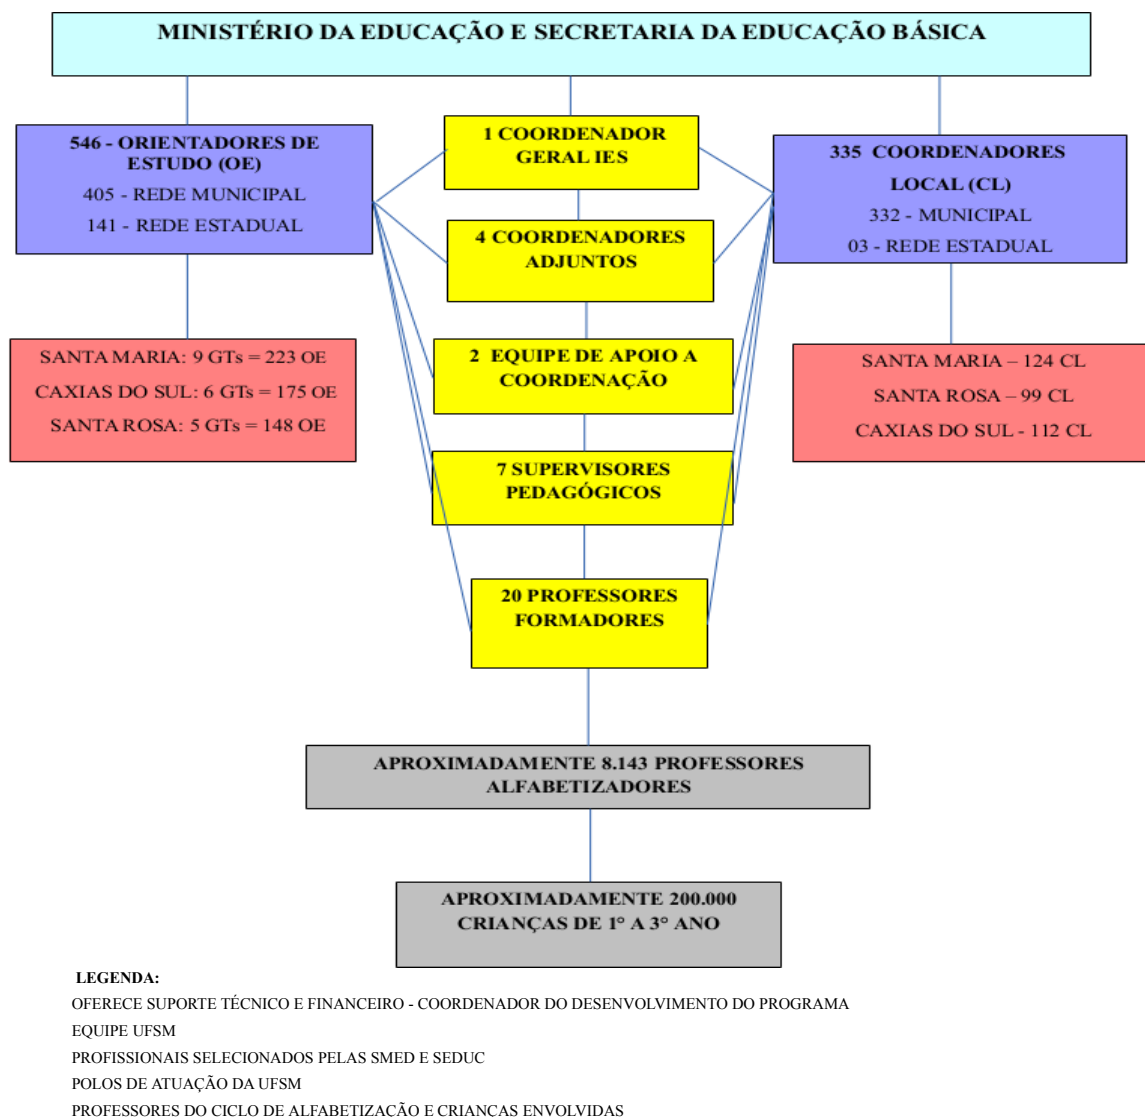 MINISTÉRIO DA EDUCAÇÃO E SECRETARIA DA EDUCAÇÃO BÁSICA
546 - ORIENTADORES DE
ESTUDO (OE)
405 - REDE MUNICIPAL
141 - REDE ESTADUAL
1 COORDENADOR
GERAL IES
335 COORDENADORES
LOCAL (CL)
332 - MUNICIPAL
03 - REDE ESTADUAL
4 COORDENADORES
ADJUNTOS
SANTA MARIA: 9 GTs = 223 OE
CAXIAS DO SUL: 6 GTs = 175 OE
SANTA ROSA: 5 GTs = 148 OE
2 EQUIPE DE APOIO A
COORDENAÇÃO
SANTA MARIA – 124 CL
SANTA ROSA – 99 CL
CAXIAS DO SUL - 112 CL
7 SUPERVISORES
PEDAGÓGICOS
20 PROFESSORES
FORMADORES
APROXIMADAMENTE 8.143 PROFESSORES
ALFABETIZADORES
APROXIMADAMENTE 200.000
CRIANÇAS DE 1° A 3° ANO
LEGENDA:
OFERECE SUPORTE TÉCNICO E FINANCEIRO - COORDENADOR DO DESENVOLVIMENTO DO PROGRAMA
EQUIPE UFSM
PROFISSIONAIS SELECIONADOS PELAS SMED E SEDUC
POLOS DE ATUAÇÃO DA UFSM
PROFESSORES DO CICLO DE ALFABETIZAÇÃO E CRIANÇAS ENVOLVIDAS